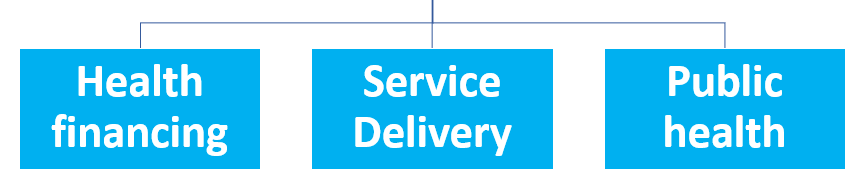 Health
financing
Service
Delivery
Public
health